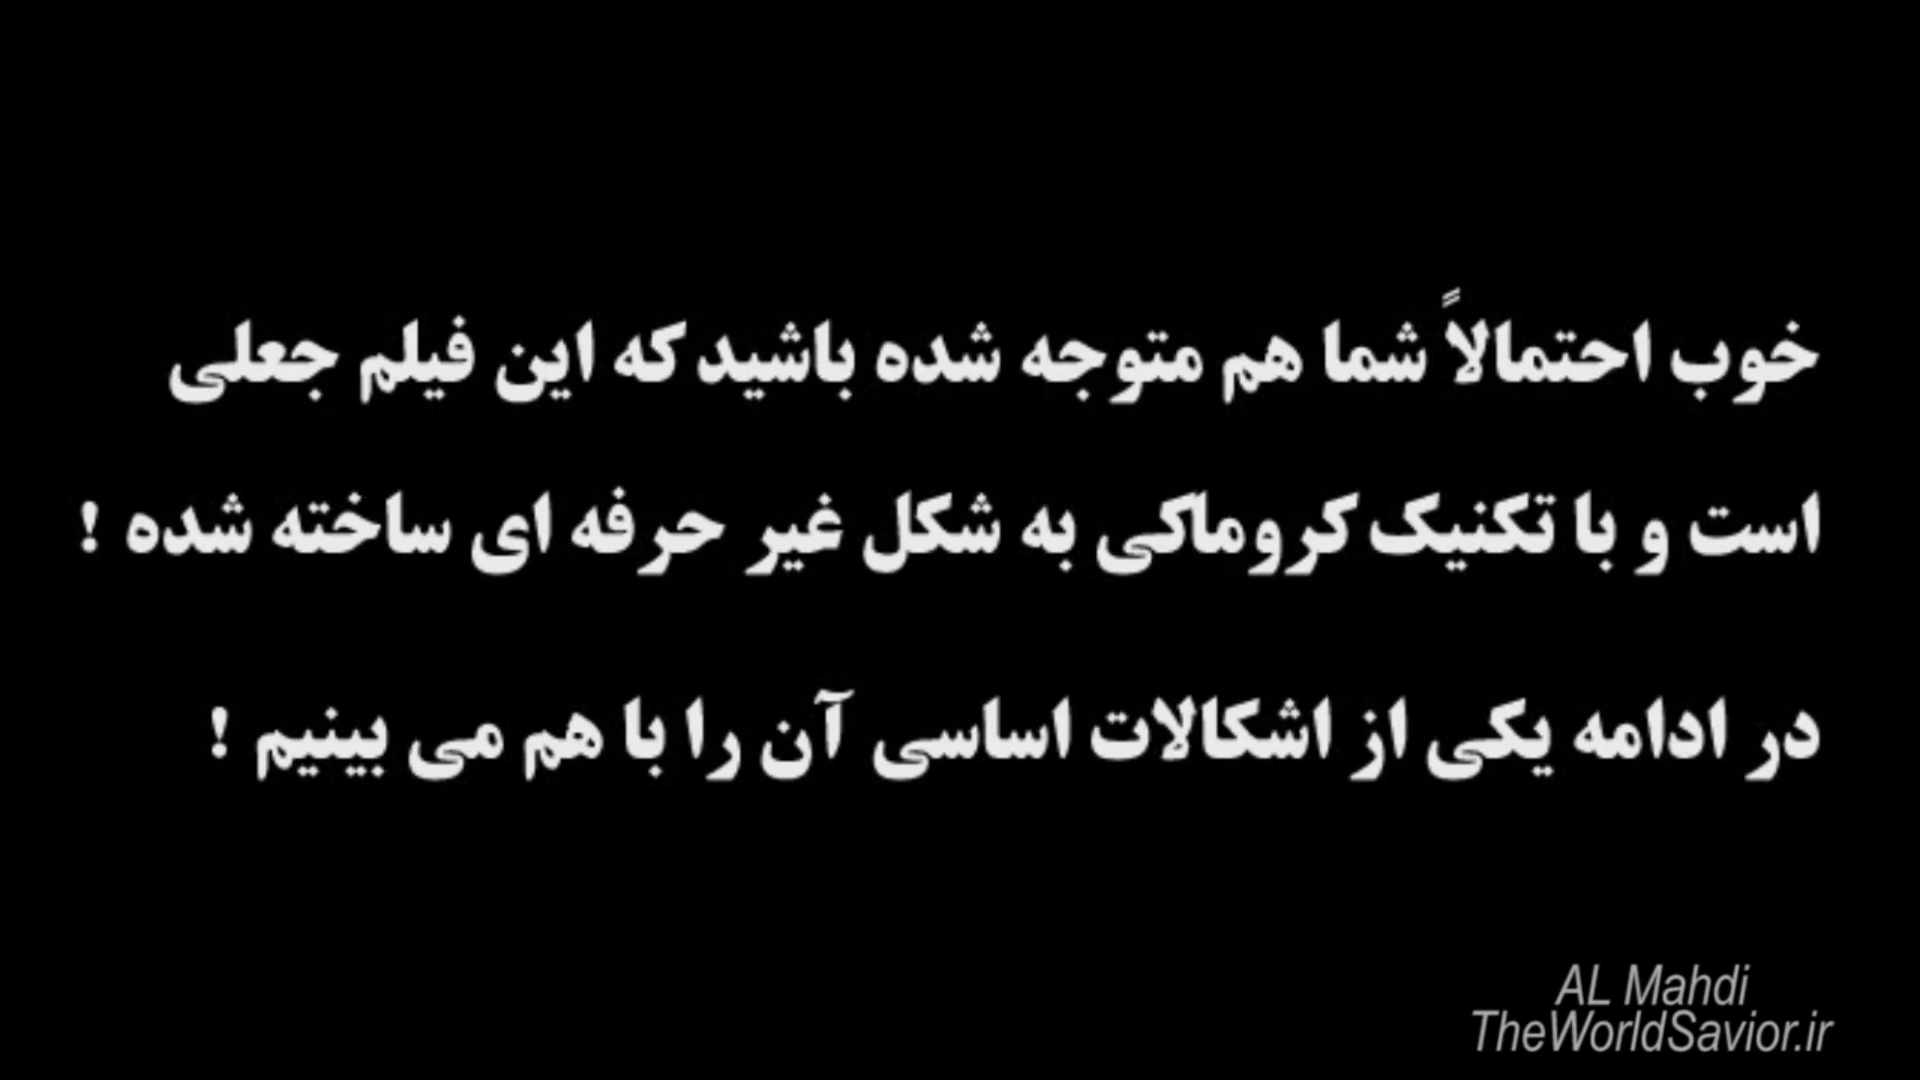 خوب احتمالاً شما هم متوجه شده باشید که این فیلم جعلی
است و با تکنیک کروماکی به شکل غیر حرفه ای ساخته شده !
در ادامه یکی از اشکالات اساسی آن را با هم می بینیم !
AL Mahdi
TheWorldSavior.ir